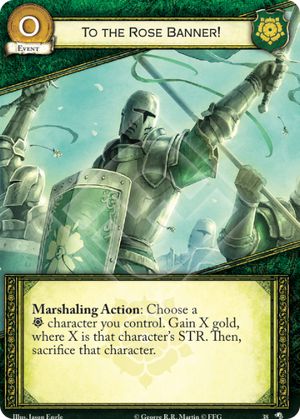 0
TO THE ROSE BANNER!
EVENT
Marshaling Action: Choose a
character you control. Gain X gold,
where X is that character's STR. Then,
sacrifice that character.
Illus. Jason Engle
© George R.R. Martin © FFG
38